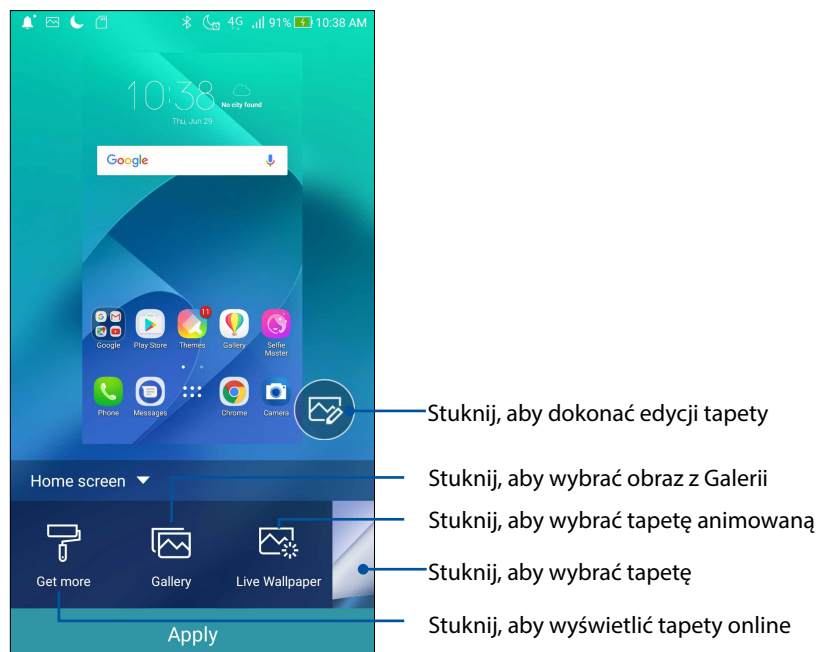 4G 91% 10:38 AM
10:38 No city found
Thu, Jun 29
Google
11
Google Play Store Themes Gallery Selfie Master
Phone Messages Chrome Camera
Stuknij, aby dokonać edycji tapety
Home screen
Stuknij, aby wybrać obraz z Galerii
Stuknij, aby wybrać tapetę animowaną
Stuknij, aby wybrać tapetę
Get more Gallery Live Wallpaper
Stuknij, aby wyświetlić tapety online
Apply